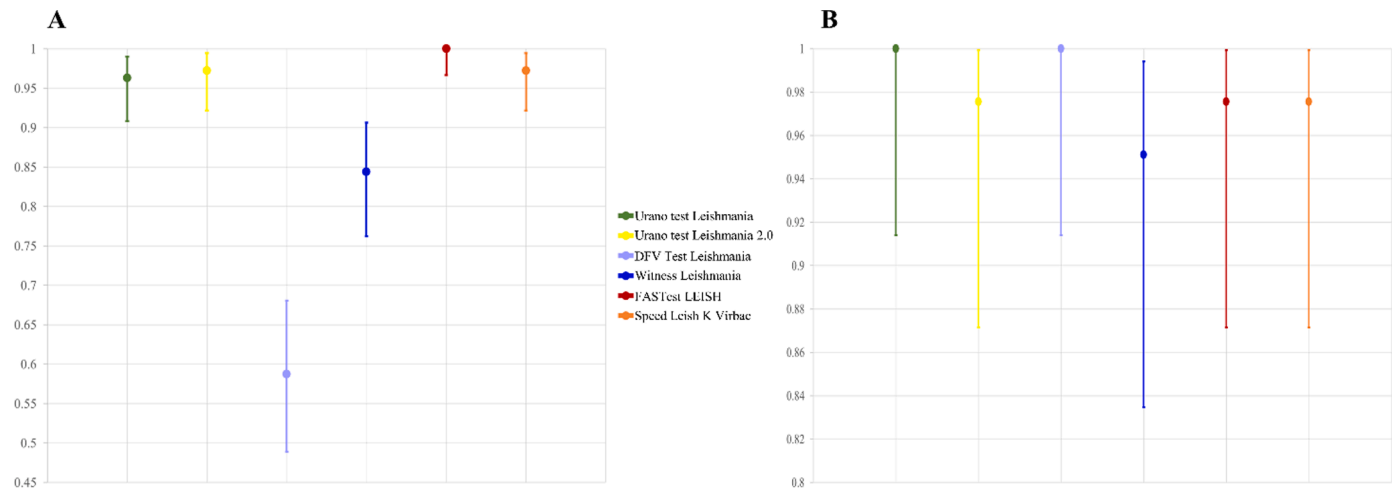 A
1
0.95
0.9
0.85
0.8
0.75
0.7
0.65
0.6
0.55
0.5
0.45
Urano test Leishmania
Urano test Leishmania 2.0
DFV Test Leishmania
Witness Leishmania
FASTest LEISH
Speed Leish K Virbac
B
1
0.98
0.96
0.94
0.92
0.9
0.88
0.86
0.84
0.82
0.8